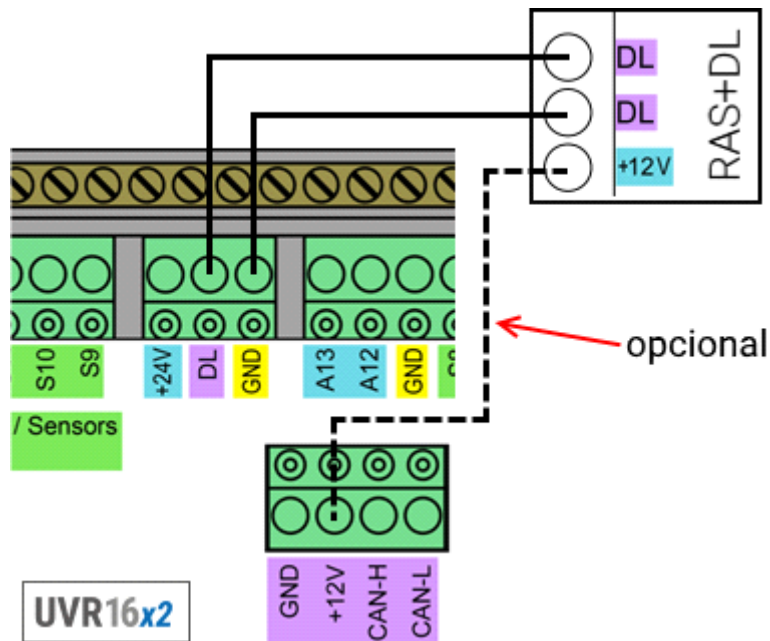 DL
DL
+12V
RAS+DL
S10
S9
+24V
DL
GND
A13
A12
GND
opcional
/ Sensors
GND
+12V
CAN-H
CAN-L
UVR16x2